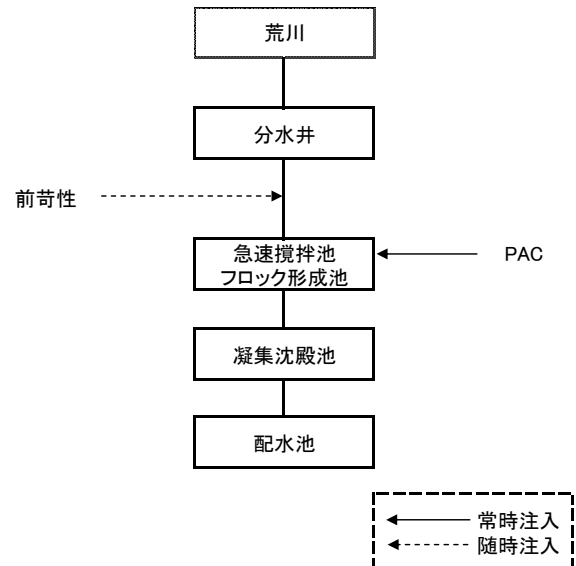 荒川
分水井
前苛性
急速撹拌池
フロック形成池
PAC
凝集沈殿池
配水池
常時注入
随時注入